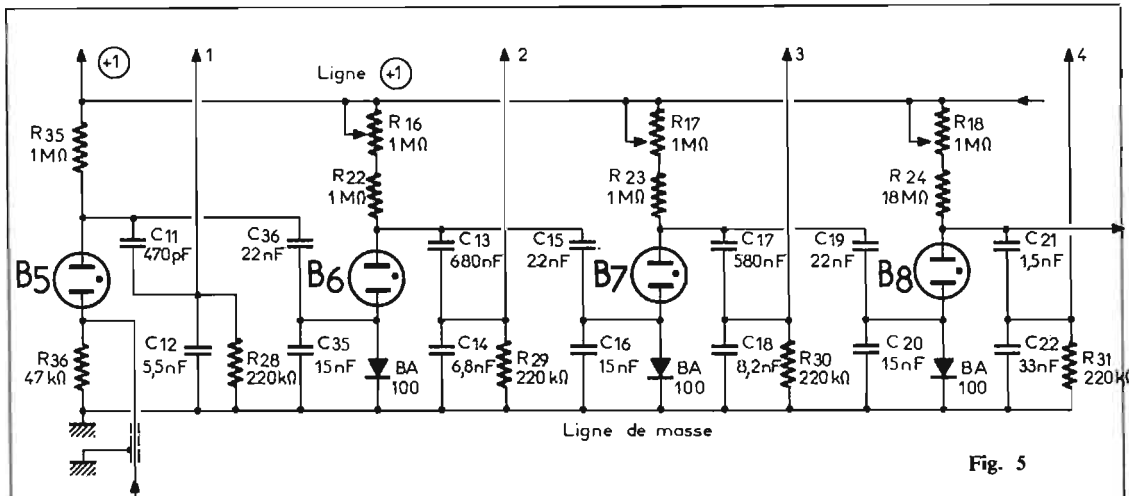 +1
1
2
3
4
Ligne +1
R35
1MΩ
R16
1MΩ
R17
1MΩ
R18
1MΩ
R22
1MΩ
R23
1MΩ
R24
18MΩ
C11
470pF
C36
22nF
C13
680nF
C15
22nF
C17
580nF
C19
22nF
C21
1,5nF
B5
B6
B7
B8
R36
47kΩ
C12
5,5nF
R28
220kΩ
C35
15nF
BA
100
C14
6,8nF
R29
220kΩ
C16
15nF
BA
100
C18
8,2nF
R30
220kΩ
C20
15nF
BA
100
C22
33nF
R31
220kΩ
Ligne de masse
Fig. 5